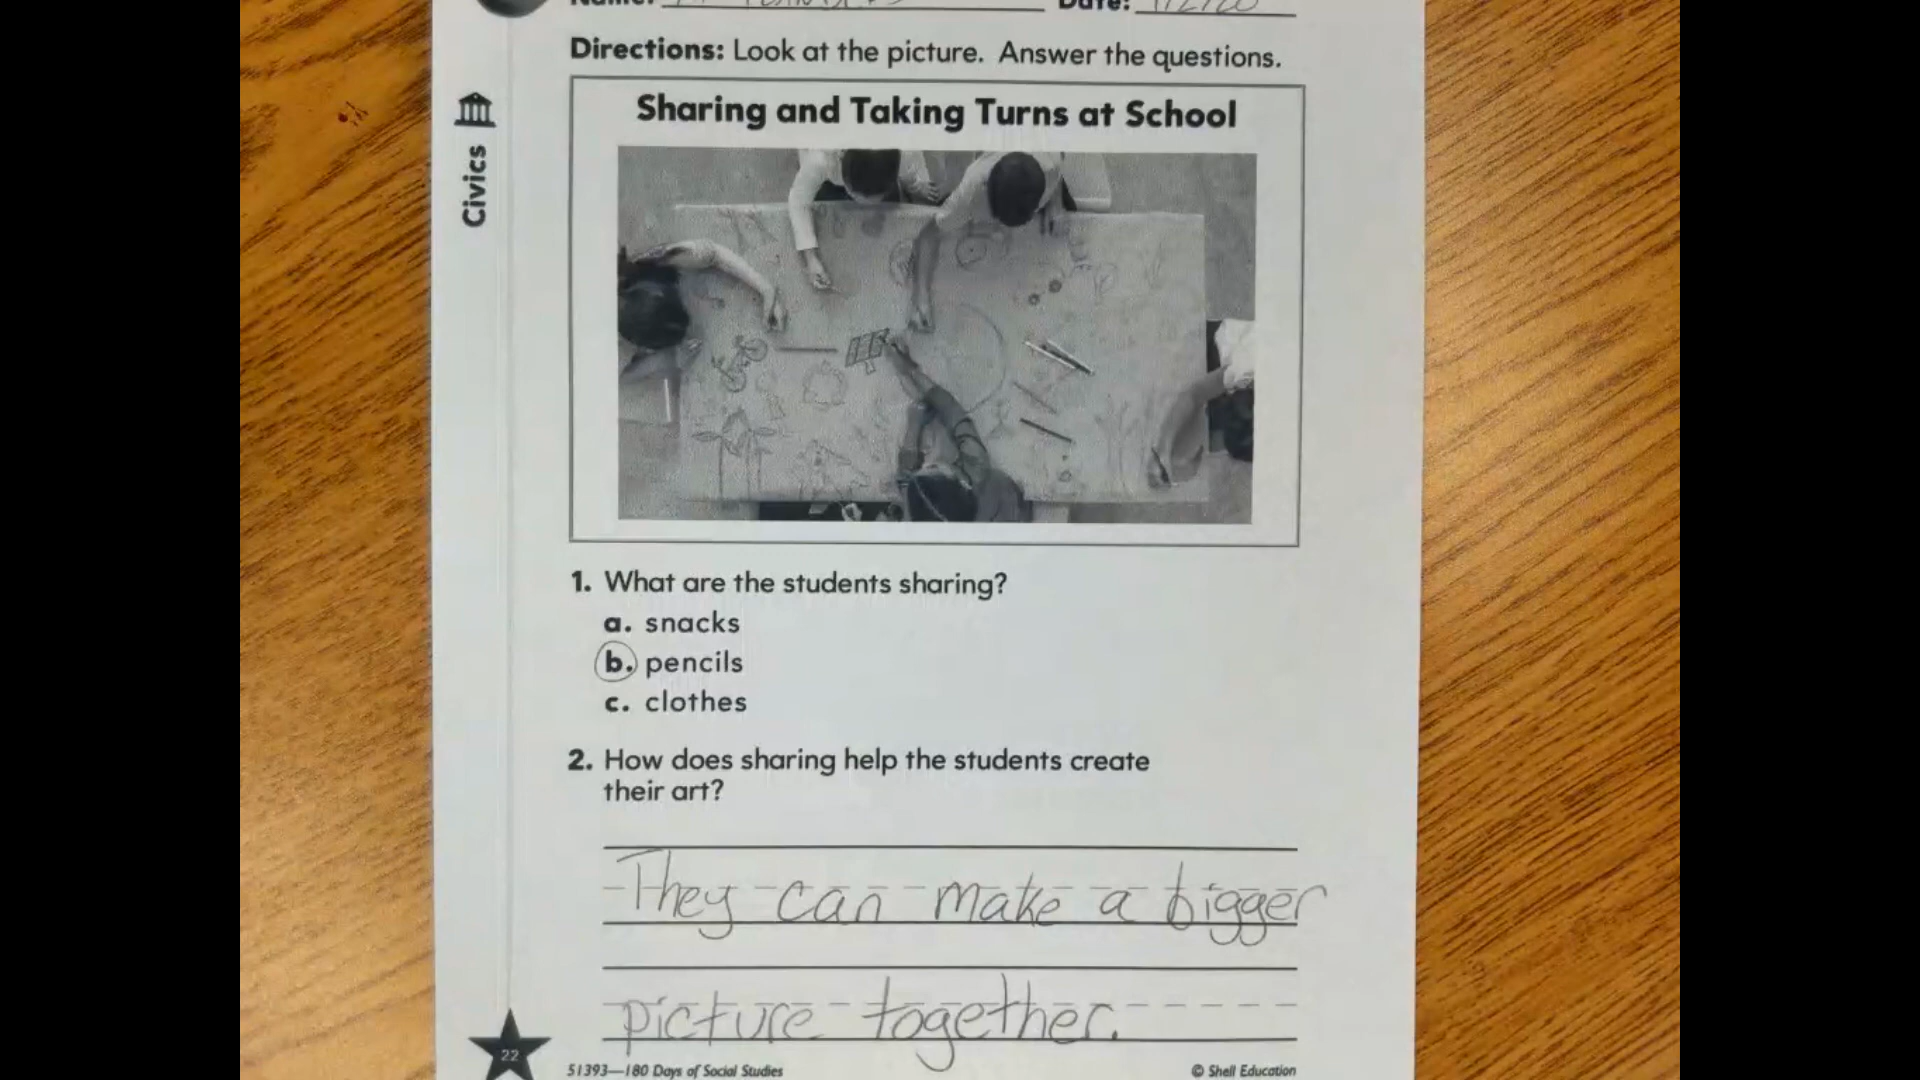 Name: Date:
Directions: Look at the picture. Answer the questions.
Civics
Sharing and Taking Turns at School
1. What are the students sharing?
a. snacks
b. pencils
c. clothes
2. How does sharing help the students create
their art?
They can make a bigger
picture together.
22
51393—180 Days of Social Studies
© Shell Education